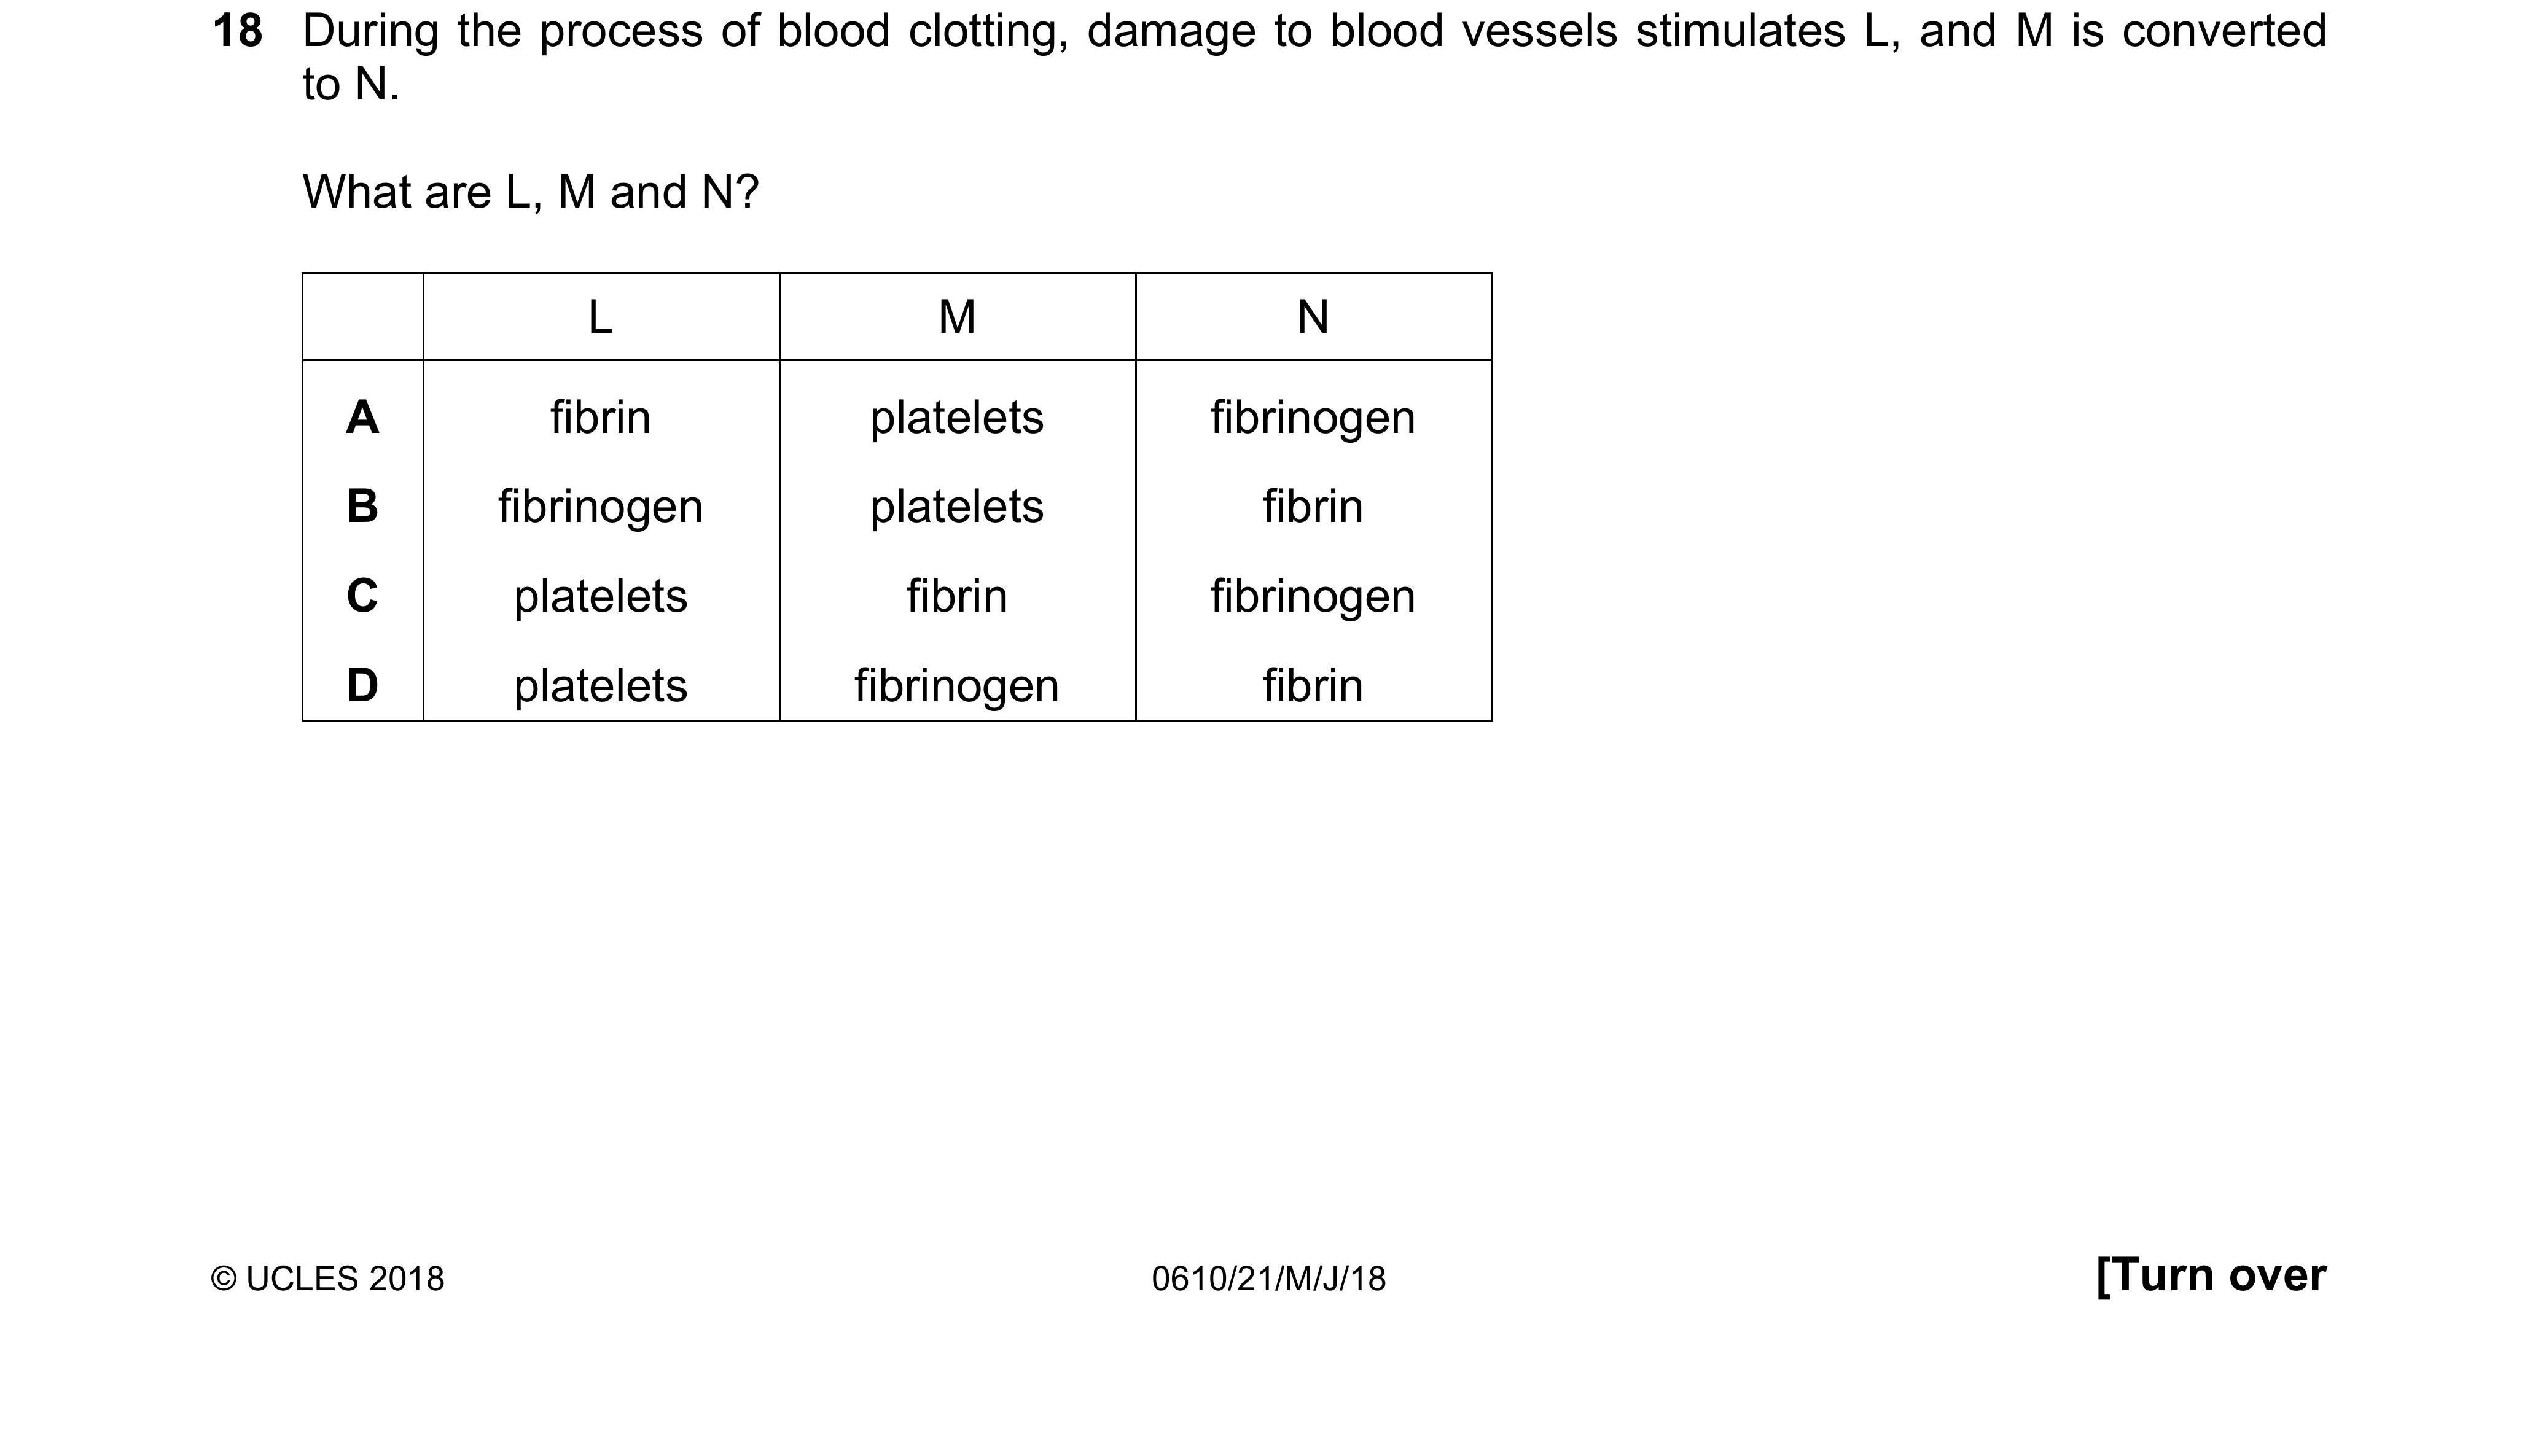 18 During the process of blood clotting, damage to blood vessels stimulates L, and M is converted
to N.
What are L, M and N?
L M N
A fibrin platelets fibrinogen
B fibrinogen platelets fibrin
C platelets fibrin fibrinogen
D platelets fibrinogen fibrin
© UCLES 2018 0610/21/M/J/18 [Turn over